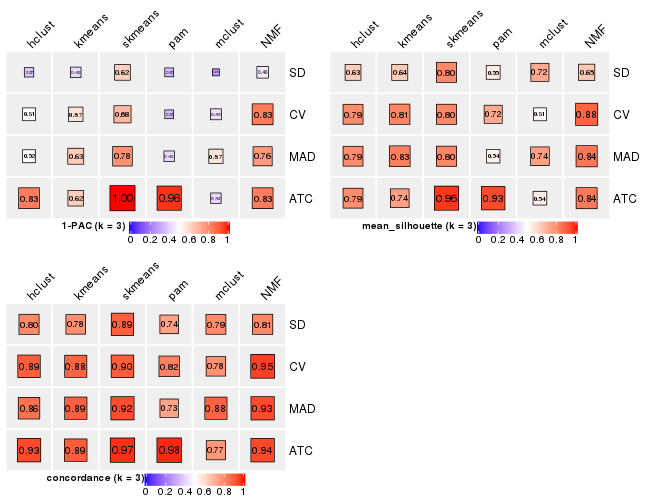 hclust kmeans skmeans pam mclust NMF
0.62 SD
0.51 0.57 0.68 0.83 CV
0.52 0.63 0.78 0.42 0.57 0.76 MAD
0.83 0.62 1.00 0.96 0.42 0.83 ATC
1-PAC (k = 3)
0 0.2 0.4 0.6 0.8 1
hclust kmeans skmeans pam mclust NMF
0.63 0.64 0.80 0.55 0.72 0.65 SD
0.79 0.81 0.80 0.72 0.51 0.88 CV
0.79 0.83 0.80 0.54 0.74 0.84 MAD
0.79 0.74 0.96 0.93 0.54 0.84 ATC
mean_silhouette (k = 3)
0 0.2 0.4 0.6 0.8 1
hclust kmeans skmeans pam mclust NMF
0.80 0.78 0.89 0.74 0.79 0.81 SD
0.89 0.88 0.90 0.82 0.78 0.95 CV
0.86 0.89 0.92 0.73 0.88 0.93 MAD
0.93 0.89 0.97 0.98 0.77 0.94 ATC
concordance (k = 3)
0 0.2 0.4 0.6 0.8 1